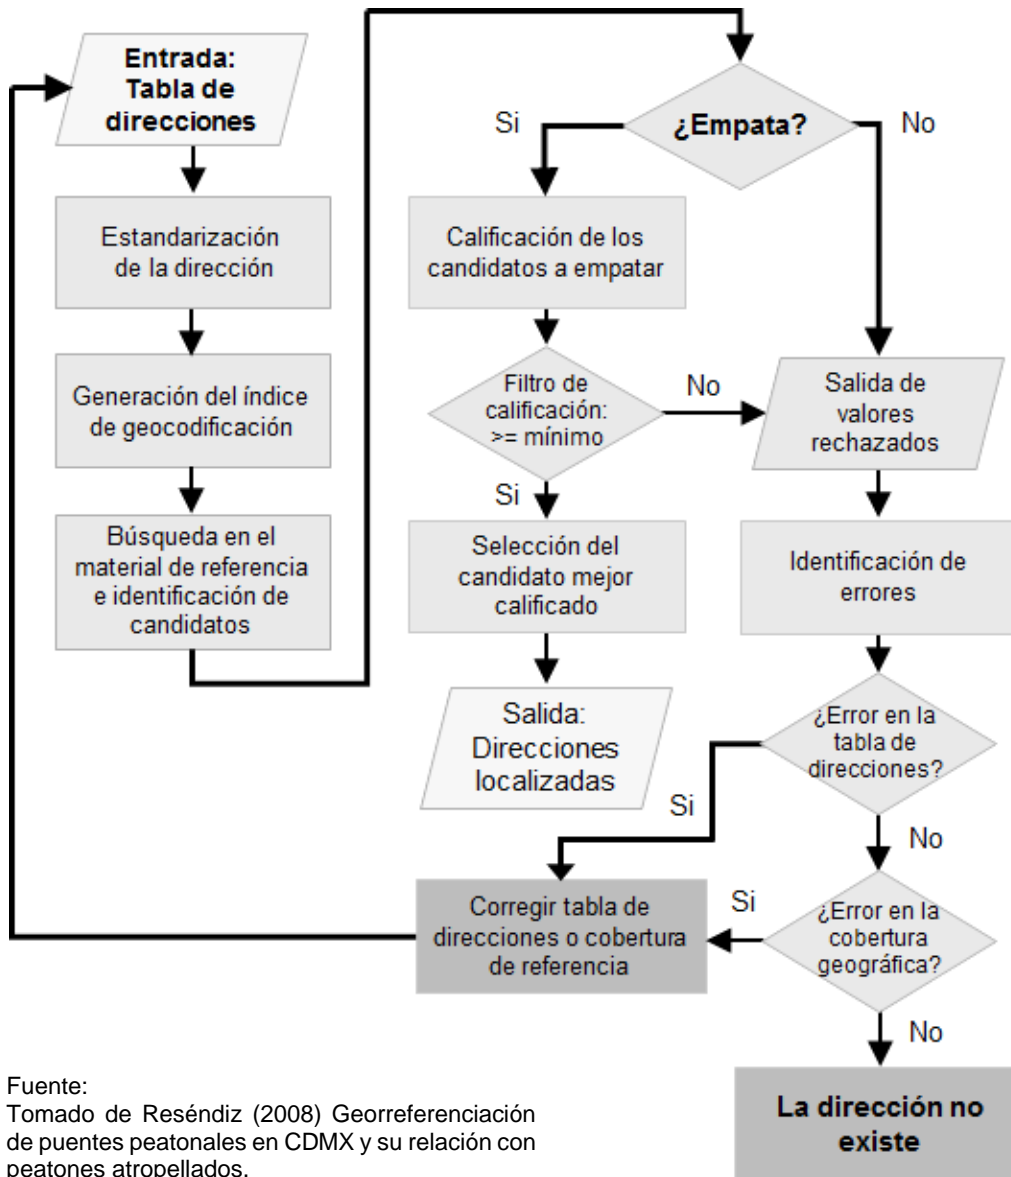 Entrada:
Tabla de
direcciones
Estandarización
de la dirección
Generación del índice
de geocodificación
Búsqueda en el
material de referencia
e identificación de
candidatos
¿Empata?
Si
No
Calificación de los
candidatos a empatar
Filtro de
calificación:
>= mínimo
No
Si
Selección del
candidato mejor
calificado
Salida:
Direcciones
localizadas
Salida de
valores
rechazados
Identificación de
errores
¿Error en la
tabla de
direcciones?
Si
No
¿Error en la
cobertura
geográfica?
Si
No
Corregir tabla de
direcciones o cobertura
de referencia
La dirección no
existe
Fuente:
Tomado de Reséndiz (2008) Georreferenciación
de puentes peatonales en CDMX y su relación con
peatones atropellados.